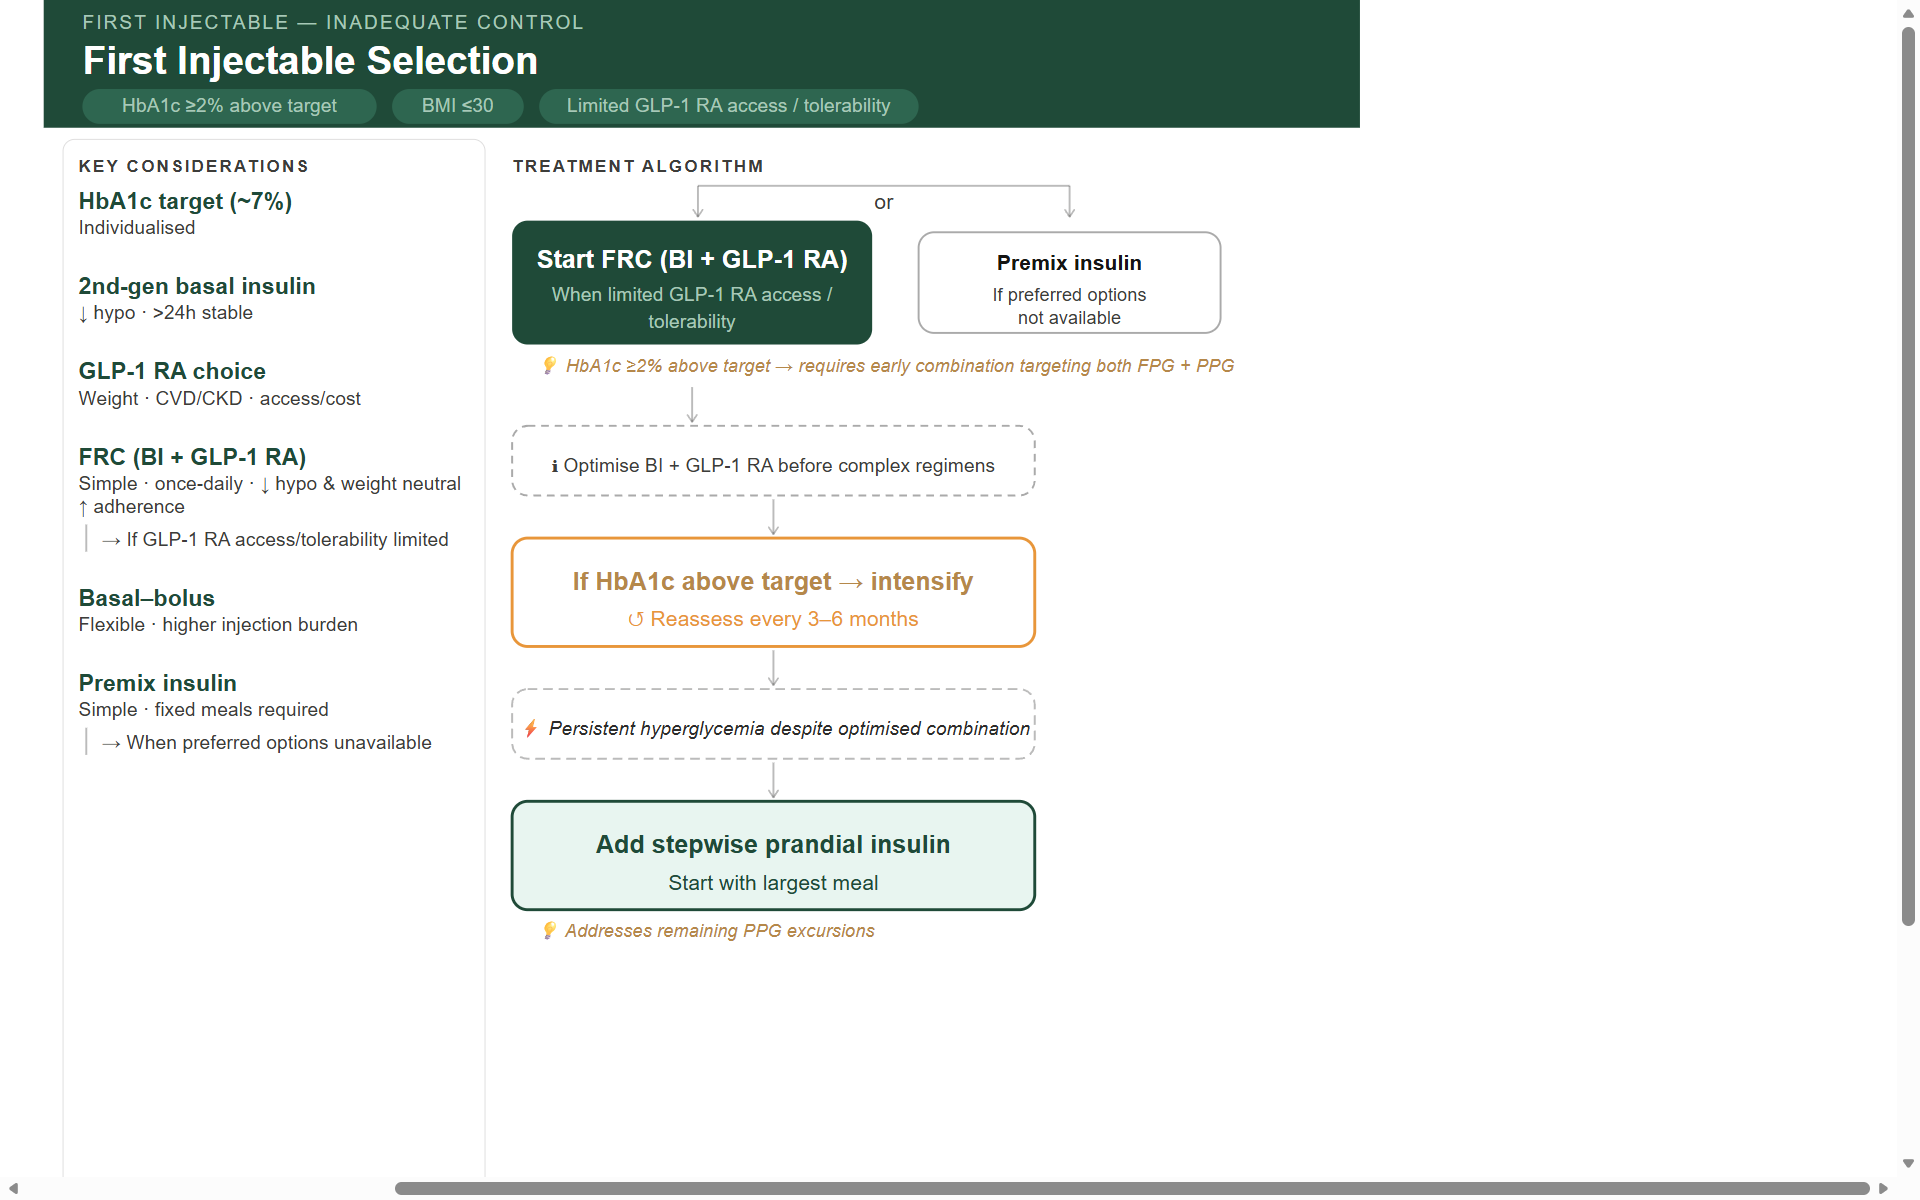 FIRST INJECTABLE — INADEQUATE CONTROL
First Injectable Selection
HbA1c ≥2% above target
BMI ≤30
Limited GLP-1 RA access / tolerability
KEY CONSIDERATIONS
HbA1c target (~7%)
Individualised
2nd-gen basal insulin
↓ hypo · >24h stable
GLP-1 RA choice
Weight · CVD/CKD · access/cost
FRC (BI + GLP-1 RA)
Simple · once-daily · ↓ hypo & weight neutral
↑ adherence
→ If GLP-1 RA access/tolerability limited
Basal–bolus
Flexible · higher injection burden
Premix insulin
Simple · fixed meals required
→ When preferred options unavailable
TREATMENT ALGORITHM
or
Start FRC (BI + GLP-1 RA)
When limited GLP-1 RA access /
tolerability
Premix insulin
If preferred options
not available
💡 HbA1c ≥2% above target → requires early combination targeting both FPG + PPG
ℹ Optimise BI + GLP-1 RA before complex regimens
If HbA1c above target → intensify
↺ Reassess every 3–6 months
⚡ Persistent hyperglycemia despite optimised combination
Add stepwise prandial insulin
Start with largest meal
💡 Addresses remaining PPG excursions